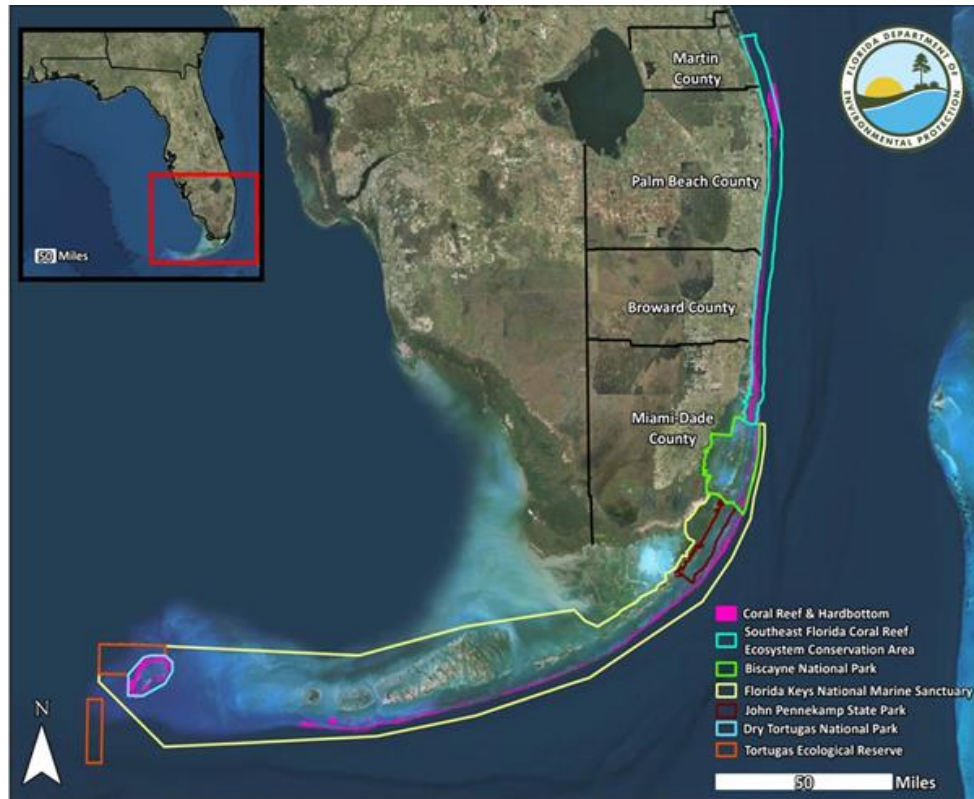 FLORIDA DEPARTMENT OF
ENVIRONMENTAL PROTECTION
50 Miles
Martin
County
Palm Beach County
Broward County
Miami-Dade
County
Coral Reef & Hardbottom
Southeast Florida Coral Reef
Ecosystem Conservation Area
Biscayne National Park
Florida Keys National Marine Sanctuary
John Pennekamp State Park
Dry Tortugas National Park
Tortugas Ecological Reserve
N
50 Miles